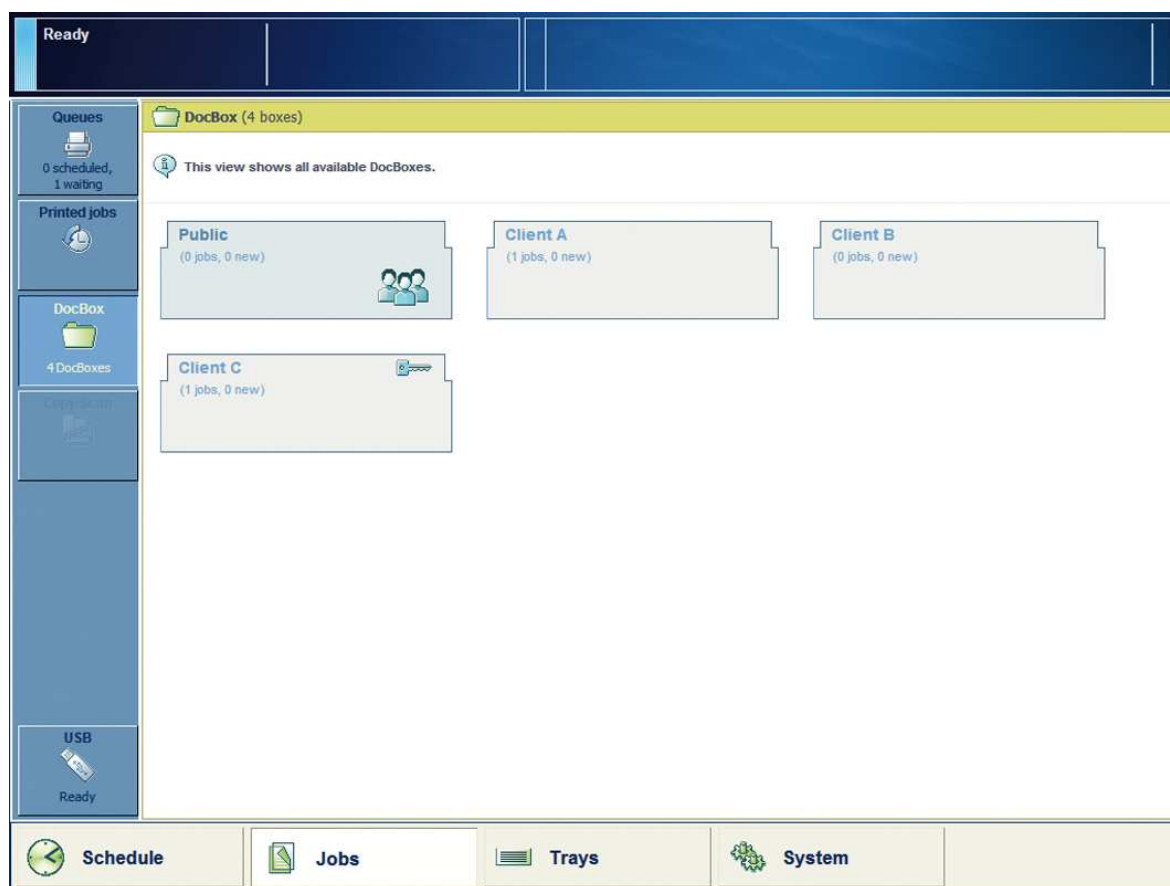 Ready
Queues
0 scheduled,
1 waiting
Printed jobs
DocBox
4 DocBoxes
Copy/Scan
USB
Ready
DocBox (4 boxes)
This view shows all available DocBoxes.
Public
(0 jobs, 0 new)
Client A
(1 jobs, 0 new)
Client B
(0 jobs, 0 new)
Client C
(1 jobs, 0 new)
Schedule
Jobs
Trays
System